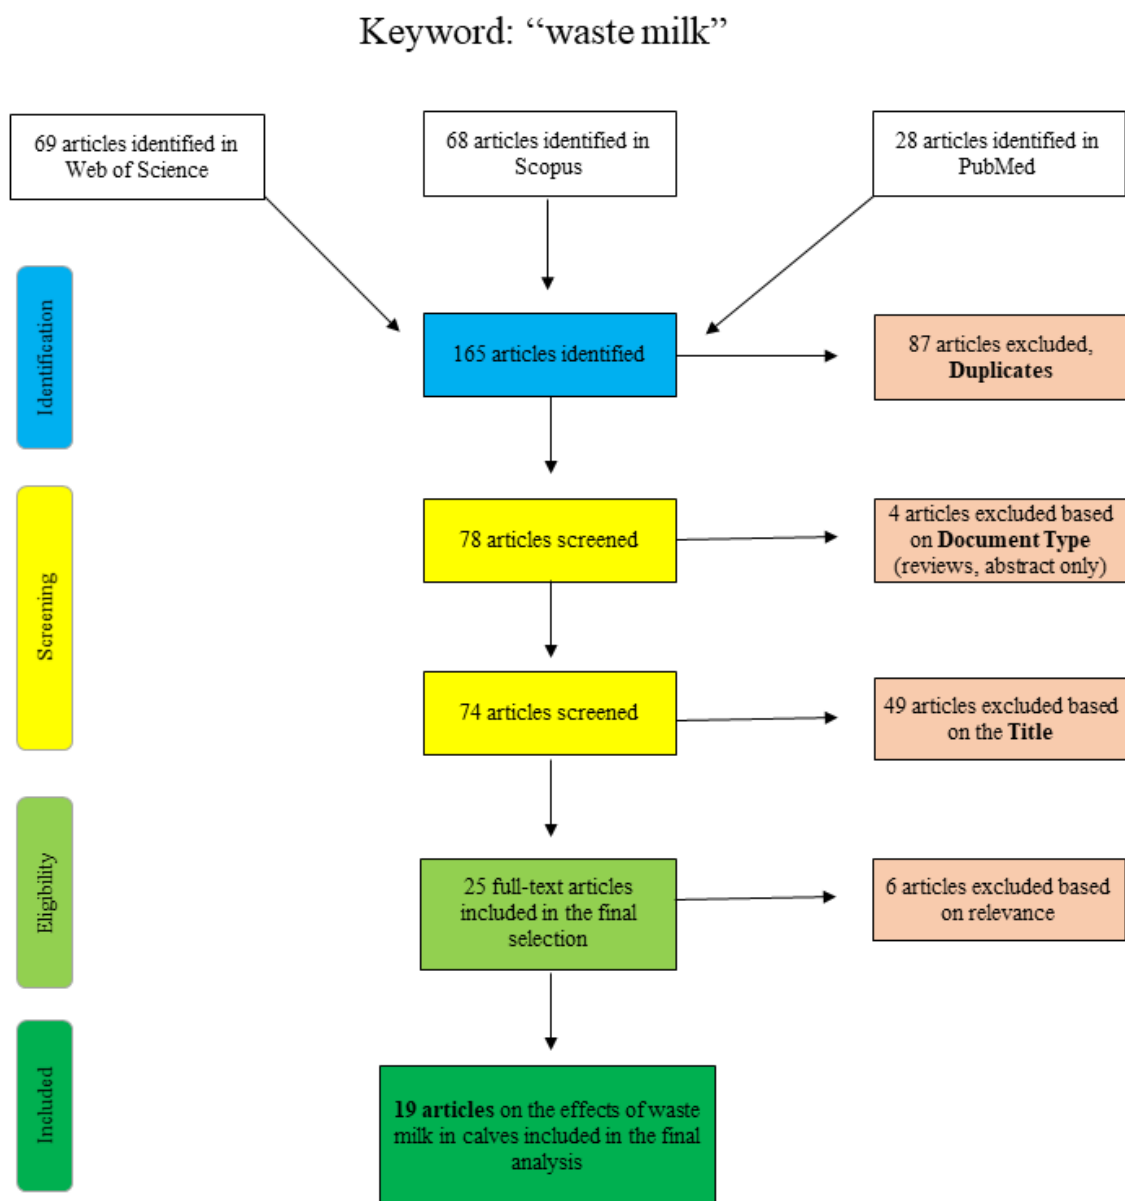 Keyword: “waste milk”
69 articles identified in
Web of Science
68 articles identified in
Scopus
28 articles identified in
PubMed
Identification
165 articles identified
87 articles excluded,
Duplicates
Screening
78 articles screened
4 articles excluded based
on Document Type
(reviews, abstract only)
74 articles screened
49 articles excluded based
on the Title
Eligibility
25 full-text articles
included in the final
selection
6 articles excluded based
on relevance
Included
19 articles on the effects of waste
milk in calves included in the final
analysis